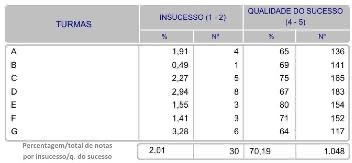 TURMAS INSUCESSO (1 - 2) QUALIDADE DO SUCESSO (4 - 5)
% Nº % Nº
A 1,91 4 65 136
B 0,49 1 69 141
C 2,27 5 75 165
D 2,94 8 67 183
E 1,55 3 80 154
F 1,41 3 71 152
G 3,28 6 64 117
Percentagem/total de notas
por insucesso/q. do sucesso 2,01 30 70,19 1.048